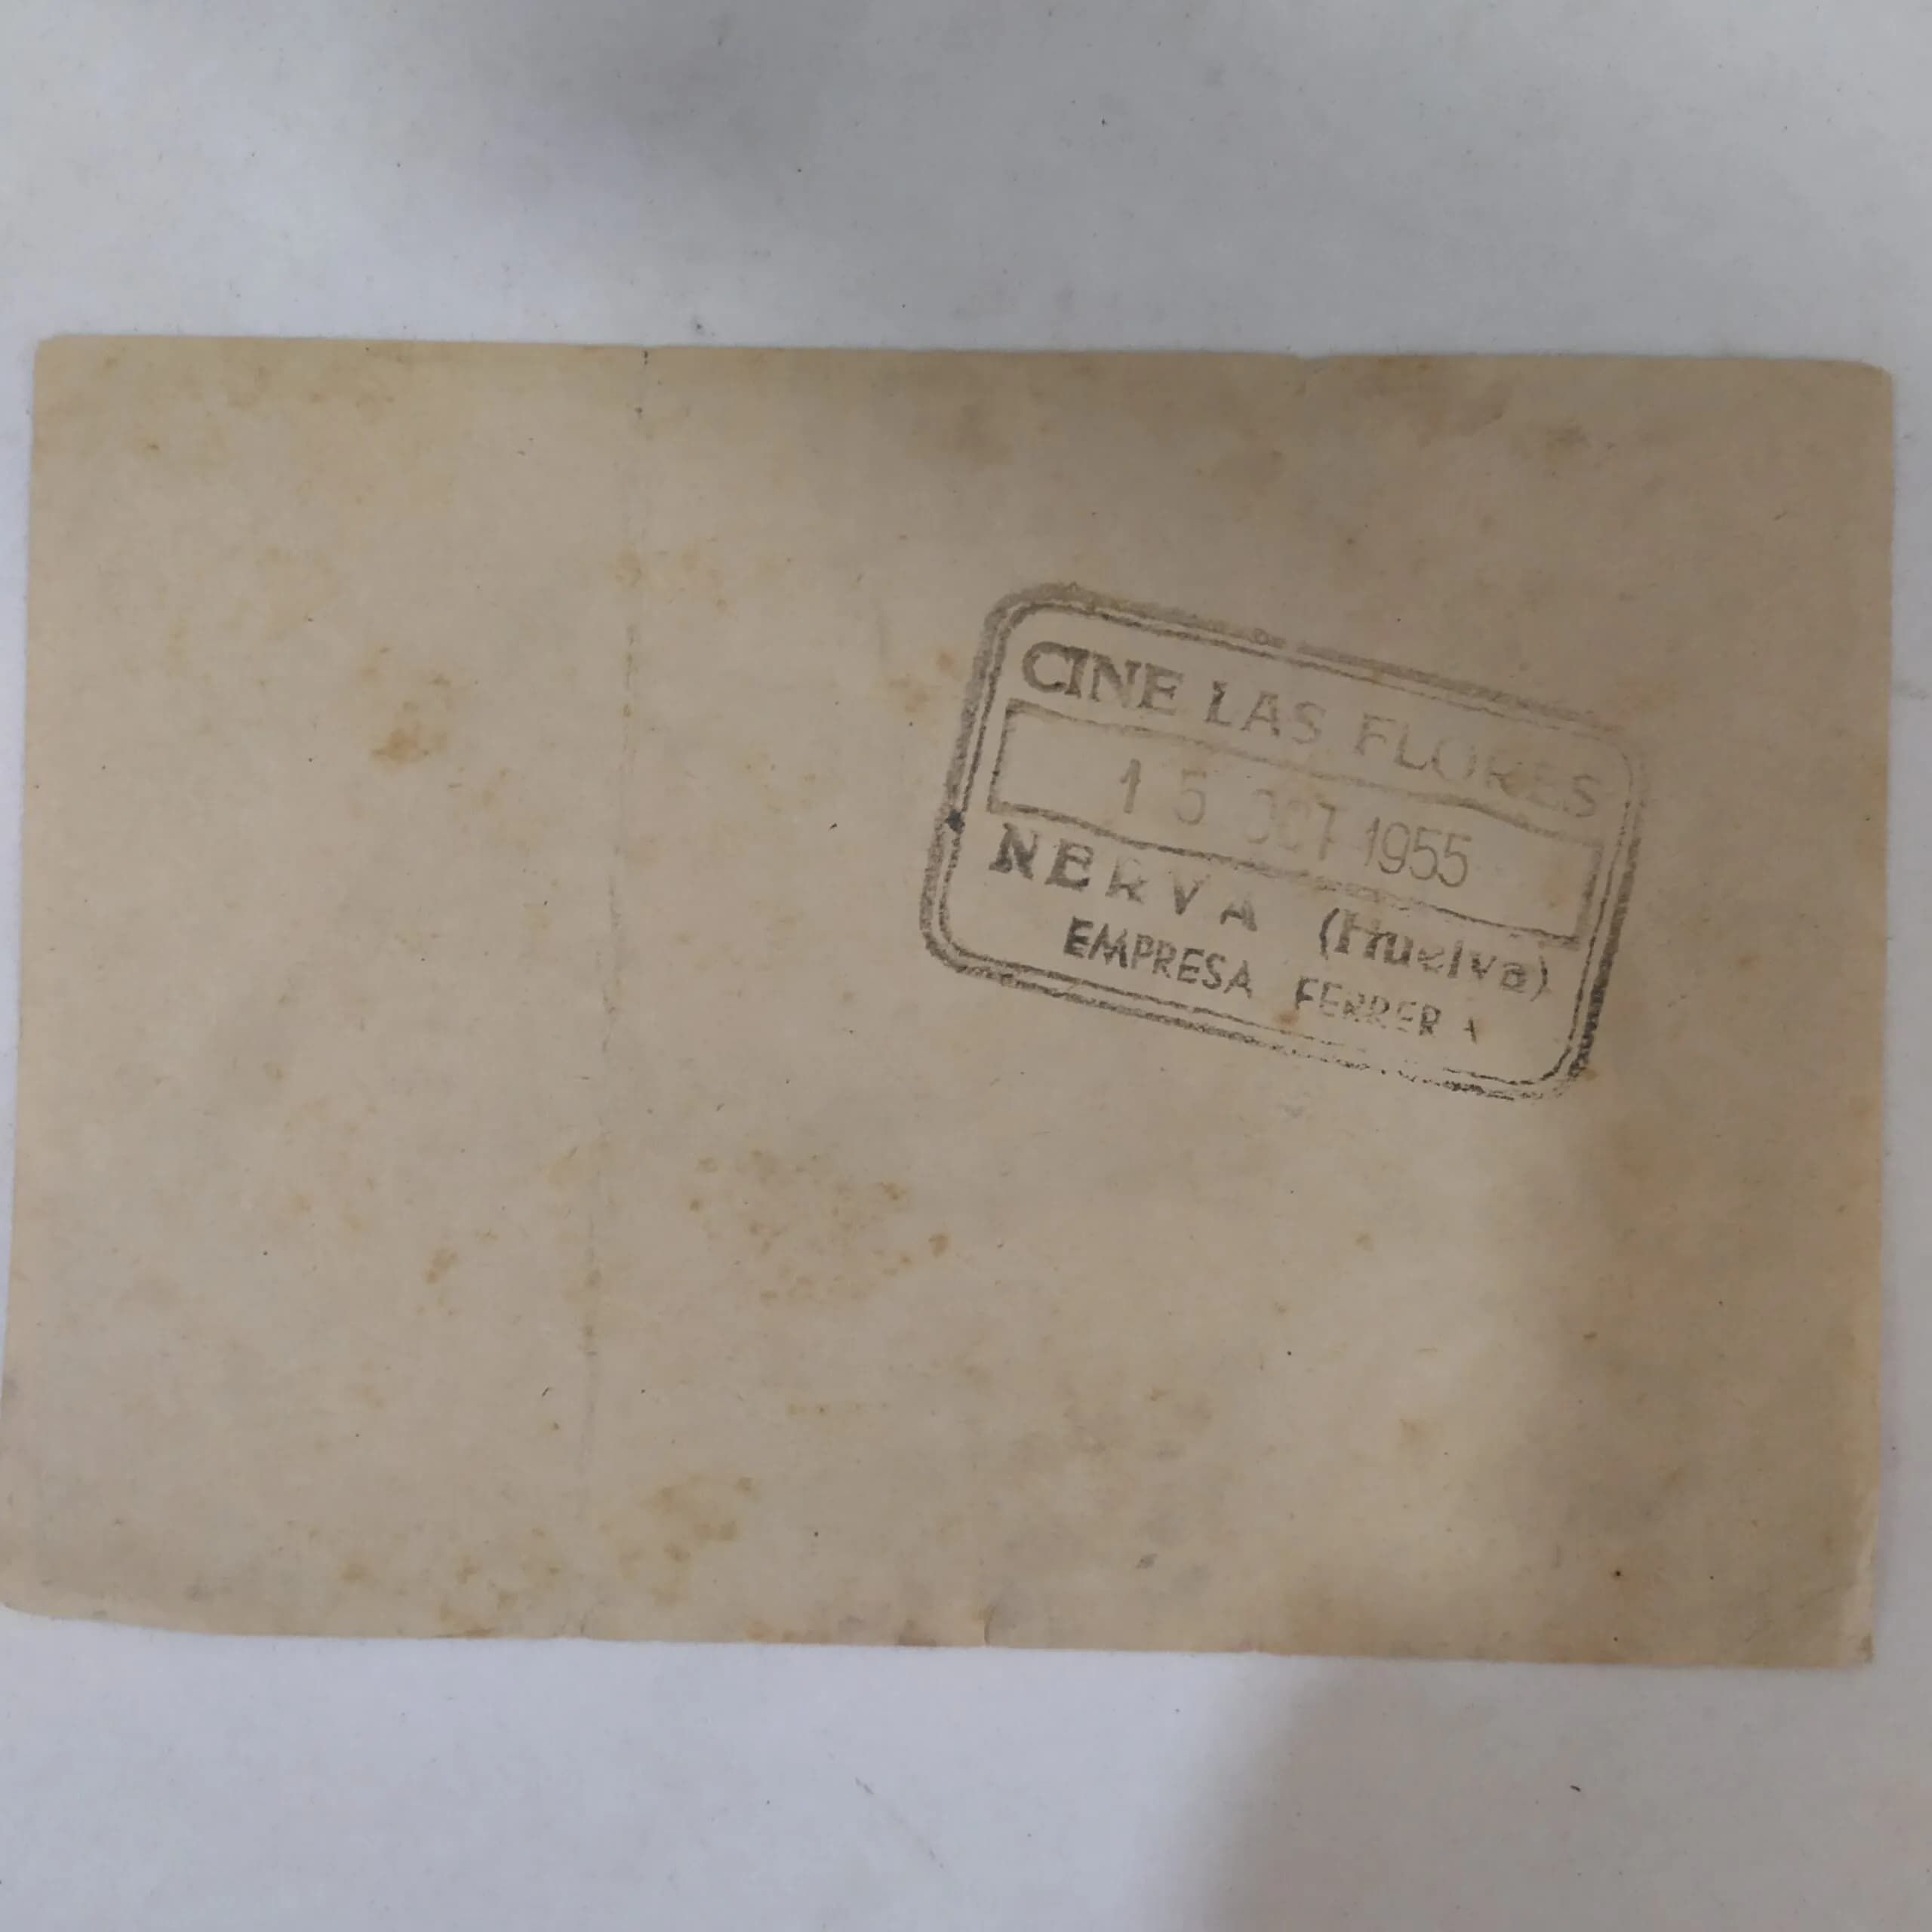 CINE LAS FLORES
15 OCT 1955
NERVA (Huelva)
EMPRESA FERRERA